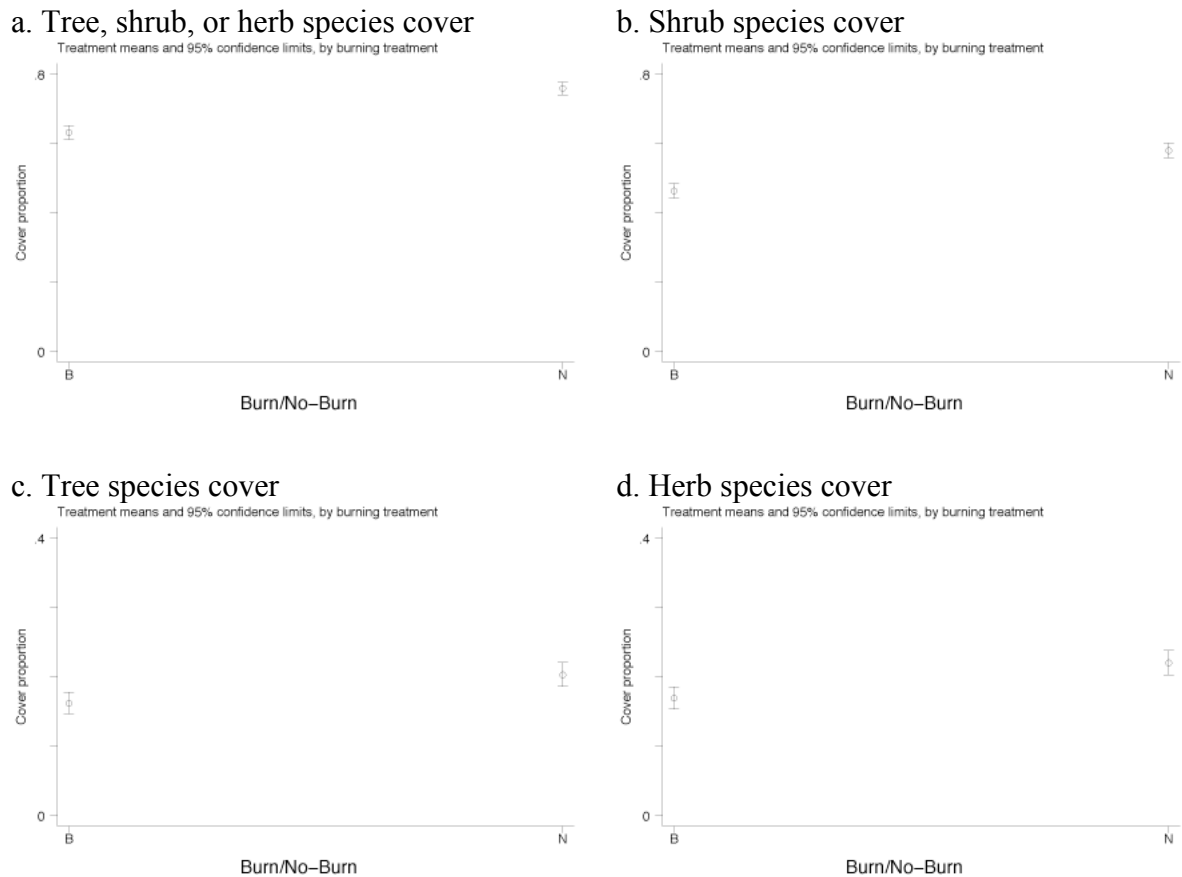 a. Tree, shrub, or herb species cover
Treatment means and 95% confidence limits, by burning treatment
.8
Cover proportion
0
B
N
Burn/No−Burn
b. Shrub species cover
Treatment means and 95% confidence limits, by burning treatment
.8
Cover proportion
0
B
N
Burn/No−Burn
c. Tree species cover
Treatment means and 95% confidence limits, by burning treatment
.4
Cover proportion
0
B
N
Burn/No−Burn
d. Herb species cover
Treatment means and 95% confidence limits, by burning treatment
.4
Cover proportion
0
B
N
Burn/No−Burn